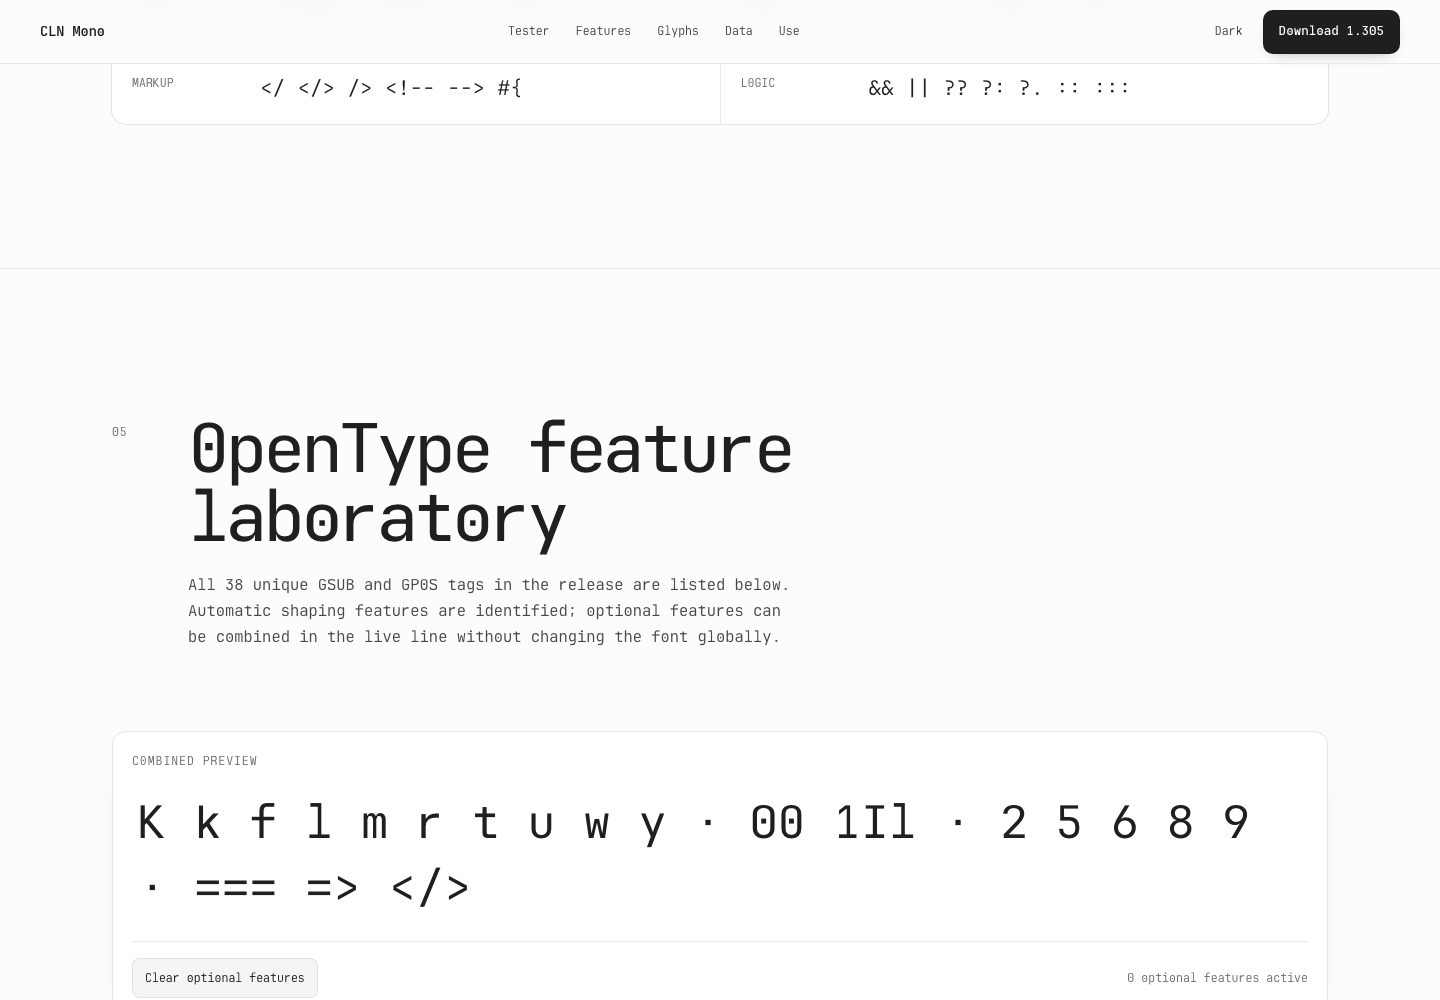 CLN Mono
Tester Features Glyphs Data Use
Dark
Download 1.305
MARKUP </ </> /> <!-- --> #{
LOGIC && || ?? ?: ?. :: :::
05
OpenType feature
laboratory
All 38 unique GSUB and GPOS tags in the release are listed below.
Automatic shaping features are identified; optional features can
be combined in the live line without changing the font globally.
COMBINED PREVIEW
K k f l m r t u w y · O0 1Il · 2 5 6 8 9
· === => </>
Clear optional features
0 optional features active